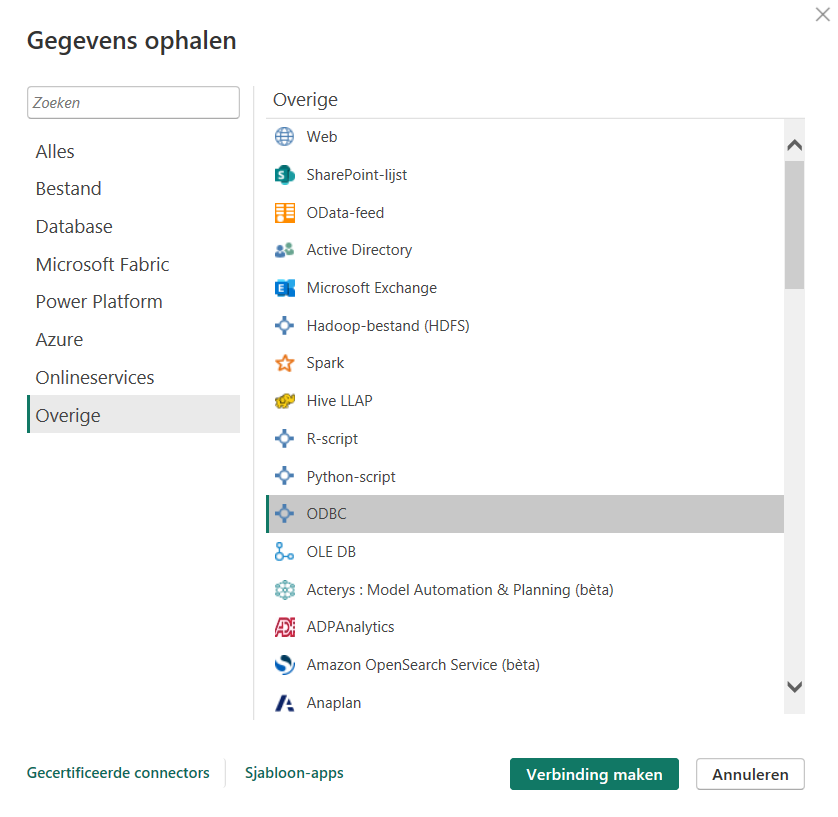 Gegevens ophalen
Zoeken
Alles
Bestand
Database
Microsoft Fabric
Power Platform
Azure
Onlineservices
Overige
Overige
Web
SharePoint-lijst
OData-feed
Active Directory
Microsoft Exchange
Hadoop-bestand (HDFS)
Spark
Hive LLAP
R-script
Python-script
ODBC
OLE DB
Acterys : Model Automation & Planning (bèta)
ADPAnalytics
Amazon OpenSearch Service (bèta)
Anaplan
Gecertificeerde connectors
Sjabloon-apps
Verbinding maken
Annuleren